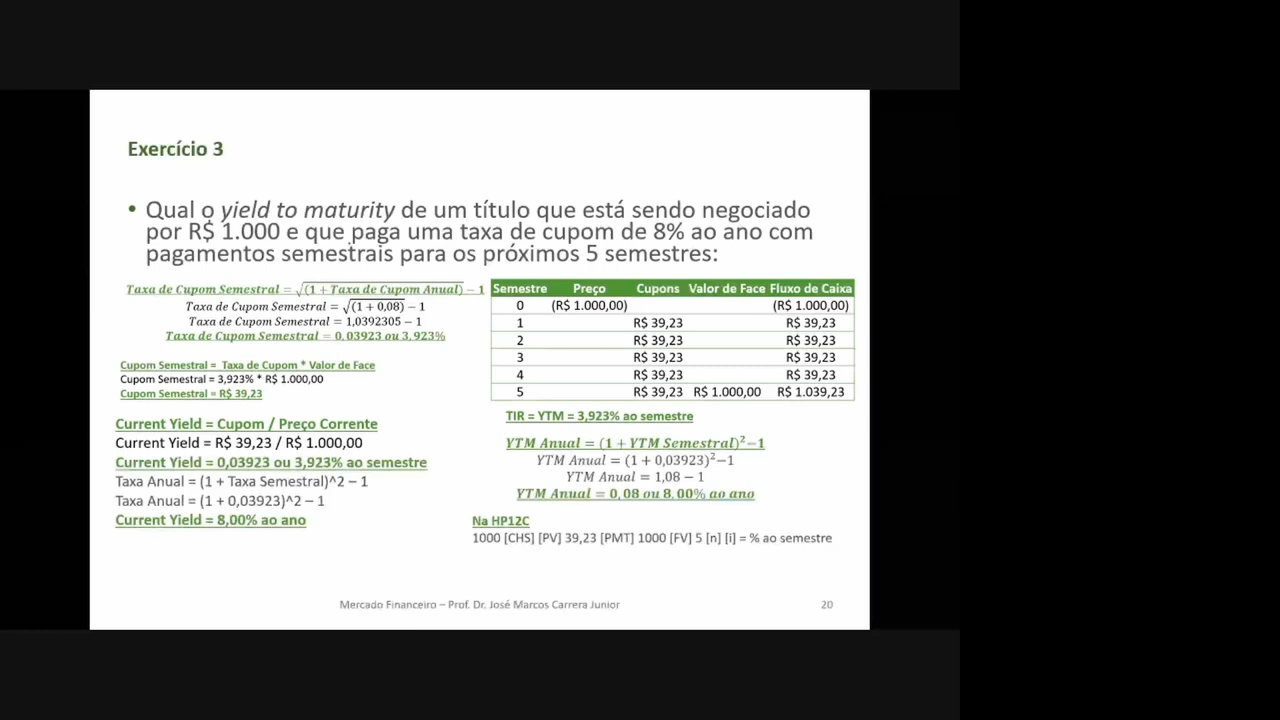 Exercício 3
• Qual o yield to maturity de um título que está sendo negociado
por R$ 1.000 e que paga uma taxa de cupom de 8% ao ano com
pagamentos semestrais para os próximos 5 semestres:
Taxa de Cupom Semestral = √(1 + Taxa de Cupom Anual) − 1
Taxa de Cupom Semestral = √(1 + 0,08) − 1
Taxa de Cupom Semestral = 1,0392305 − 1
Taxa de Cupom Semestral = 0,03923 ou 3,923%
Cupom Semestral = Taxa de Cupom * Valor de Face
Cupom Semestral = 3,923% * R$ 1.000,00
Cupom Semestral = R$ 39,23
Current Yield = Cupom / Preço Corrente
Current Yield = R$ 39,23 / R$ 1.000,00
Current Yield = 0,03923 ou 3,923% ao semestre
Taxa Anual = (1 + Taxa Semestral)^2 – 1
Taxa Anual = (1 + 0,03923)^2 – 1
Current Yield = 8,00% ao ano
Semestre Preço Cupons Valor de Face Fluxo de Caixa
0 (R$ 1.000,00) (R$ 1.000,00)
1 R$ 39,23 R$ 39,23
2 R$ 39,23 R$ 39,23
3 R$ 39,23 R$ 39,23
4 R$ 39,23 R$ 39,23
5 R$ 39,23 R$ 1.000,00 R$ 1.039,23
TIR = YTM = 3,923% ao semestre
YTM Anual = (1 + YTM Semestral)²−1
YTM Anual = (1 + 0,03923)²−1
YTM Anual = 1,08 − 1
YTM Anual = 0,08 ou 8,00% ao ano
Na HP12C
1000 [CHS] [PV] 39,23 [PMT] 1000 [FV] 5 [n] [i] = % ao semestre
Mercado Financeiro – Prof. Dr. José Marcos Carrera Junior
20